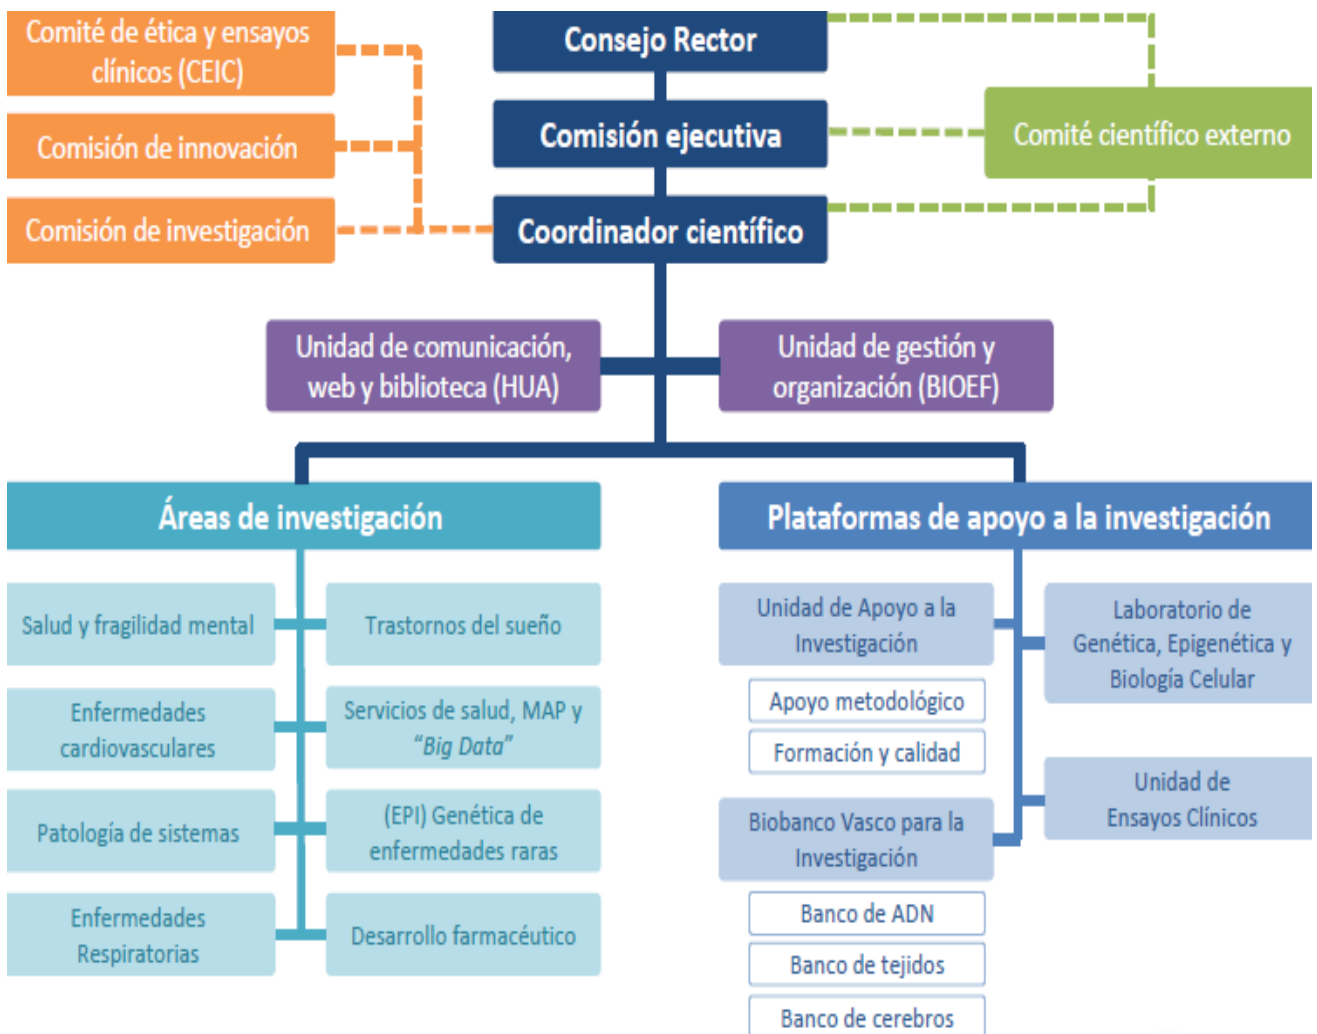 Comité de ética y ensayos
clínicos (CEIC)
Consejo Rector
Comisión de innovación
Comisión ejecutiva
Comité científico externo
Comisión de investigación
Coordinador científico
Unidad de comunicación,
web y biblioteca (HUA)
Unidad de gestión y
organización (BIOEF)
Áreas de investigación
Salud y fragilidad mental
Trastornos del sueño
Enfermedades
cardiovasculares
Servicios de salud, MAP y
“Big Data”
Patología de sistemas
(EPI) Genética de
enfermedades raras
Enfermedades
Respiratorias
Desarrollo farmacéutico
Plataformas de apoyo a la investigación
Unidad de Apoyo a la
Investigación
Apoyo metodológico
Formación y calidad
Laboratorio de
Genética, Epigenética y
Biología Celular
Biobanco Vasco para la
Investigación
Banco de ADN
Banco de tejidos
Banco de cerebros
Unidad de
Ensayos Clínicos